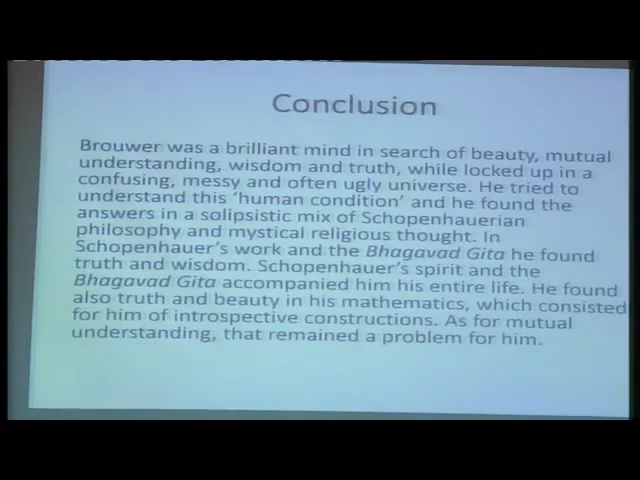 Conclusion
Brouwer was a brilliant mind in search of beauty, mutual
understanding, wisdom and truth, while locked up in a
confusing, messy and often ugly universe. He tried to
understand this ‘human condition’ and he found the
answers in a solipsistic mix of Schopenhauerian
philosophy and mystical religious thought. In
Schopenhauer’s work and the Bhagavad Gita he found
truth and wisdom. Schopenhauer’s spirit and the
Bhagavad Gita accompanied him his entire life. He found
also truth and beauty in his mathematics, which consisted
for him of introspective constructions. As for mutual
understanding, that remained a problem for him.